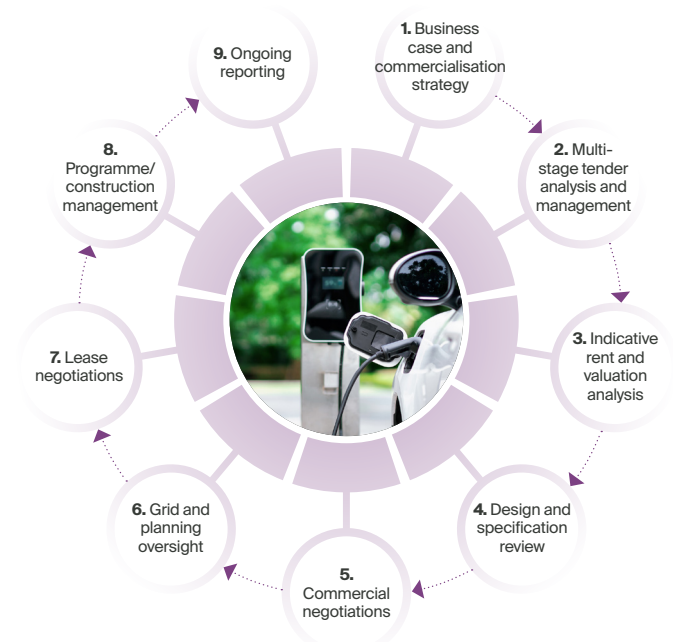 1. Business
case and
commercialisation
strategy
2. Multi-
stage tender
analysis and
management
3. Indicative
rent and
valuation
analysis
4. Design and
specification
review
5.
Commercial
negotiations
6. Grid and
planning
oversight
7. Lease
negotiations
8.
Programme/
construction
management
9. Ongoing
reporting